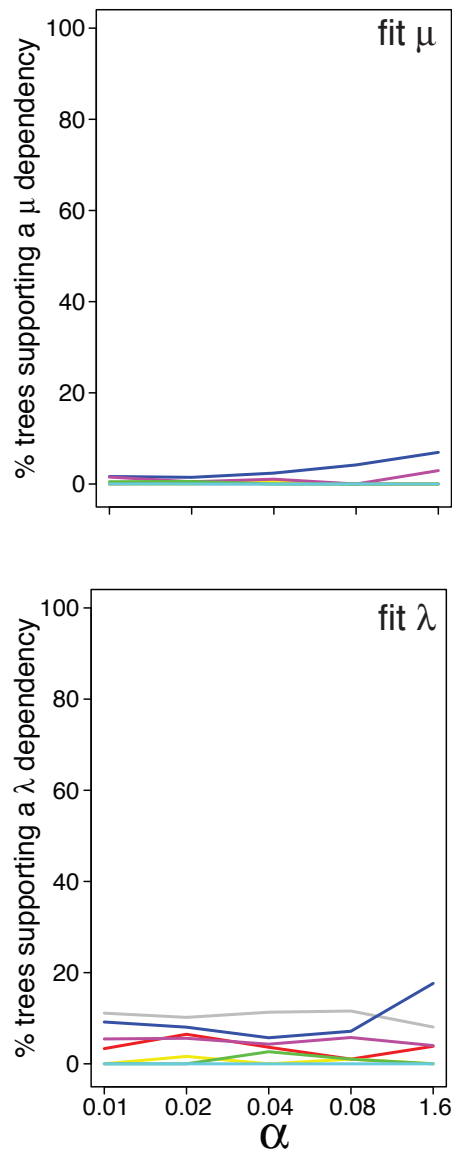 fit μ
% trees supporting a μ dependency
100
80
60
40
20
0
fit λ
% trees supporting a λ dependency
100
80
60
40
20
0
0.01 0.02 0.04 0.08 1.6
α